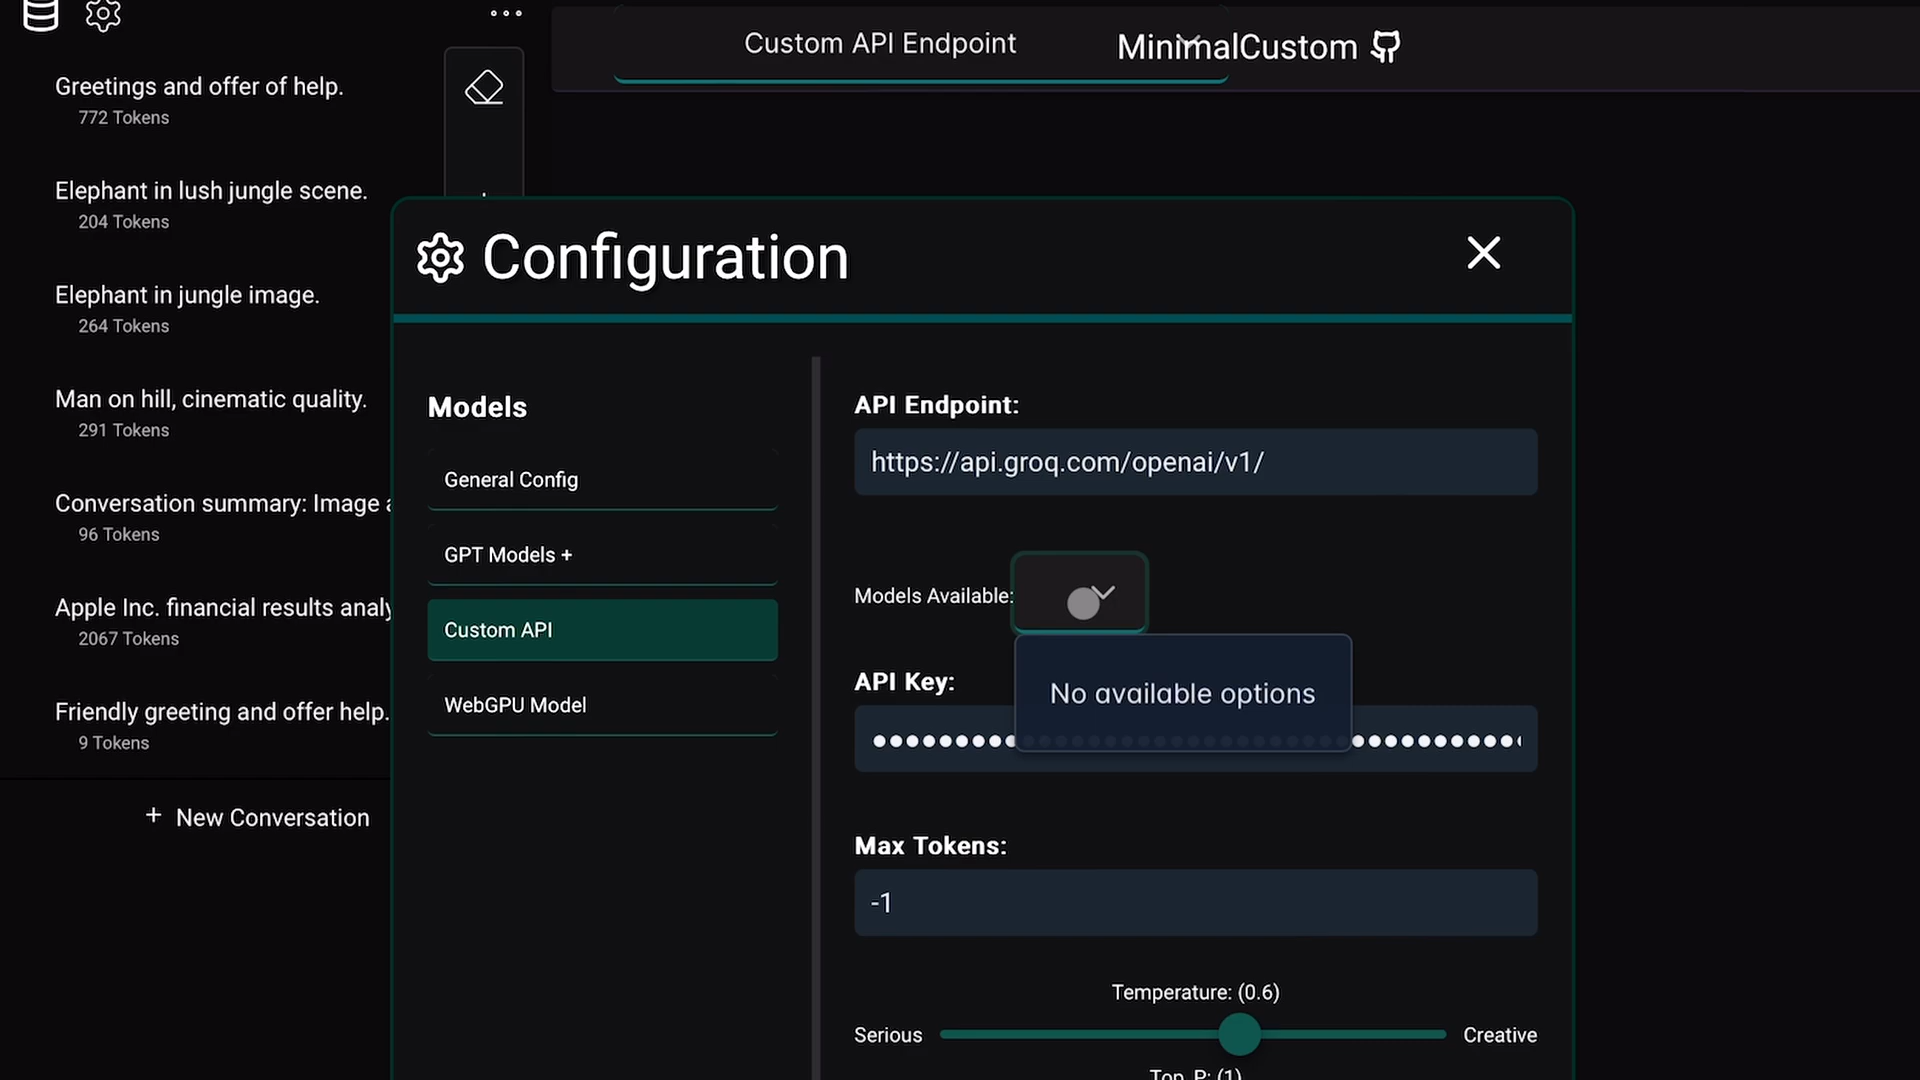 Custom API Endpoint
MinimalCustom
Greetings and offer of help.
772 Tokens
Elephant in lush jungle scene.
204 Tokens
Elephant in jungle image.
264 Tokens
Man on hill, cinematic quality.
291 Tokens
Conversation summary: Image
96 Tokens
Apple Inc. financial results analy
2067 Tokens
Friendly greeting and offer help.
9 Tokens
+ New Conversation
Configuration
Models
General Config
GPT Models +
Custom API
WebGPU Model
API Endpoint:
https://api.groq.com/openai/v1/
Models Available:
No available options
API Key:
Max Tokens:
-1
Temperature: (0.6)
Serious
Creative
Top_P: (1)